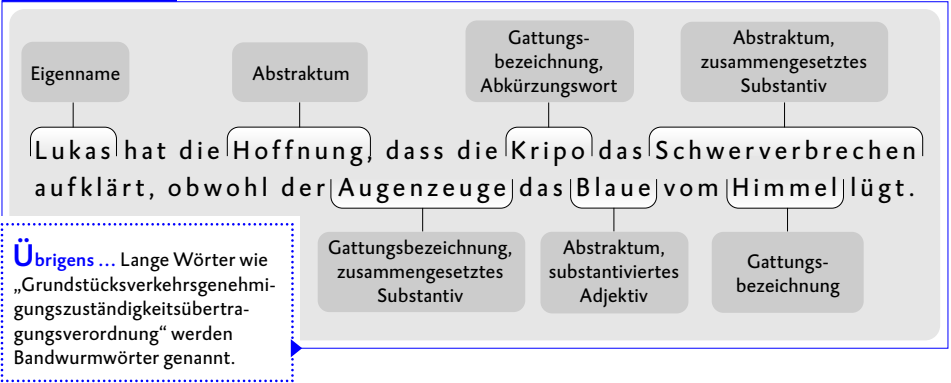 Eigenname
Abstraktum
Gattungs-
bezeichnung,
Abkürzungswort
Abstraktum,
zusammengesetztes
Substantiv
Lukas hat die Hoffnung, dass die Kripo das Schwerverbrechen
aufklärt, obwohl der Augenzeuge das Blaue vom Himmel lügt.
Gattungsbezeichnung,
zusammengesetztes
Substantiv
Abstraktum,
substantiviertes
Adjektiv
Gattungs-
bezeichnung
Übrigens ... Lange Wörter wie
„Grundstücksverkehrsgenehmi-
gungszuständigkeitsübertra-
gungsverordnung“ werden
Bandwurmwörter genannt.